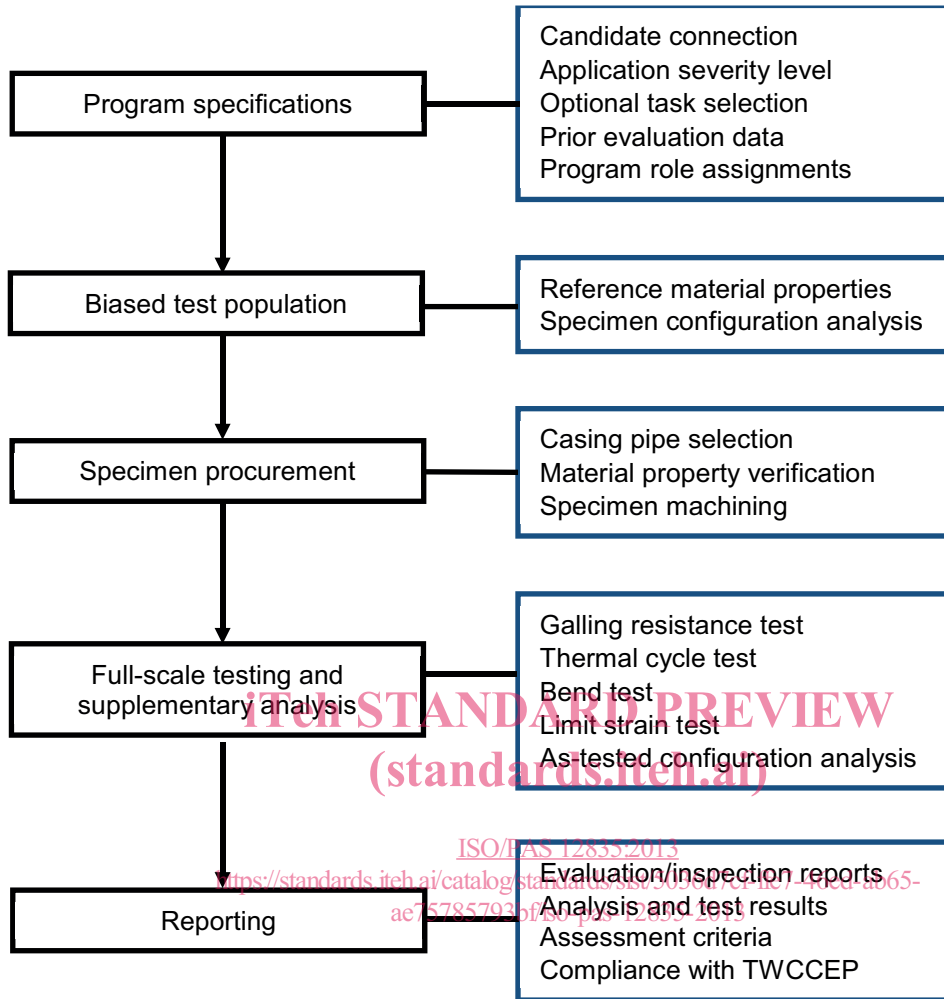 Program specifications
Candidate connection
Application severity level
Optional task selection
Prior evaluation data
Program role assignments
Biased test population
Reference material properties
Specimen configuration analysis
Specimen procurement
Casing pipe selection
Material property verification
Specimen machining
Full-scale testing and
supplementary analysis
Galling resistance test
Thermal cycle test
Bend test
Limit strain test
As-tested configuration analysis
iTeh STANDARD PREVIEW
(standards.iteh.ai)
ISO/PAS 12835:2013
Reporting
Evaluation/inspection reports
Analysis and test results
Assessment criteria
Compliance with TWCCEP